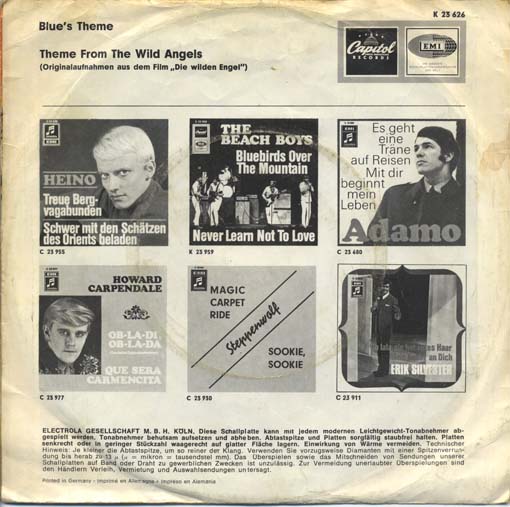 K 23 626
Blue's Theme
Theme From The Wild Angels
(Originalaufnahmen aus dem Film „Die wilden Engel")
Capitol
RECORDS
EMI
HEINO
Treue Berg-
vagabunden
Schwer mit den Schätzen
des Orients beladen
C 23 955
THE
BEACH BOYS
Bluebirds Over
The Mountain
Never Learn Not To Love
K 23 959
Es geht
eine
Träne
auf Reisen
Mit dir
beginnt
mein
Leben
Adamo
C 23 680
HOWARD
CARPENDALE
OB-LA-DI,
OB-LA-DA
QUE SERA
CARMENCITA
C 23 977
MAGIC
CARPET
RIDE
Steppenwolf
SOOKIE,
SOOKIE
C 23 930
Haar
an Dich
ERIK SILVESTER
C 23 911
ELECTROLA GESELLSCHAFT M. B. H. KÖLN. Diese Schallplatte kann mit jedem modernen Leichtgewicht-Tonabnehmer ab-
gespielt werden. Tonabnehmer behutsam aufsetzen und abheben. Abtastspitze und Platten sorgfältig staubfrei halten. Platten
senkrecht oder in geringer Stückzahl waagerecht auf glatter Fläche lagern. Einwirkung von Wärme vermeiden. Technischer
Hinweis: Je kleiner die Abtastspitze, um so reiner der Klang. Verwenden Sie vorzugsweise Diamanten mit einer Spitzenverrun-
dung bis herab zu 13 µ (µ = mikron = tausendstel mm). Das Überspielen sowie das Mitschneiden von Sendungen unserer
Schallplatten auf Band oder Draht zu gewerblichen Zwecken ist unzulässig. Zur Vermeidung unerlaubter Überspielungen sind
den Händlern Verleih, Vermietung und Auswahlsendungen untersagt.
Printed in Germany - Imprimé en Allemagne - Impreso en Alemania